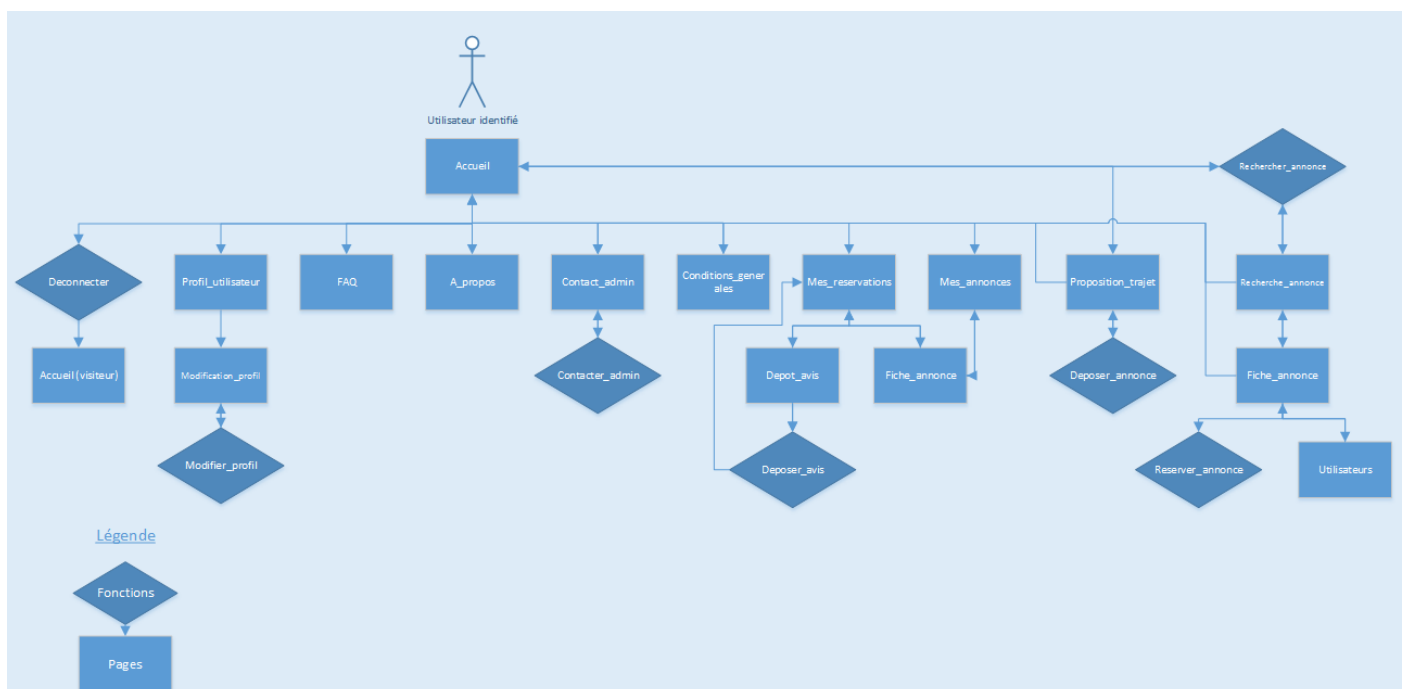 Utilisateur identifié
Accueil
Rechercher_annonce
Deconnecter
Profil_utilisateur
FAQ
A_propos
Contact_admin
Conditions_gener
ales
Mes_reservations
Mes_annonces
Proposition_trajet
Recherche_annonce
Accueil (visiteur)
Modification_profil
Contacter_admin
Depot_avis
Fiche_annonce
Deposer_annonce
Fiche_annonce
Modifier_profil
Deposer_avis
Reserver_annonce
Utilisateurs
Légende
Fonctions
Pages